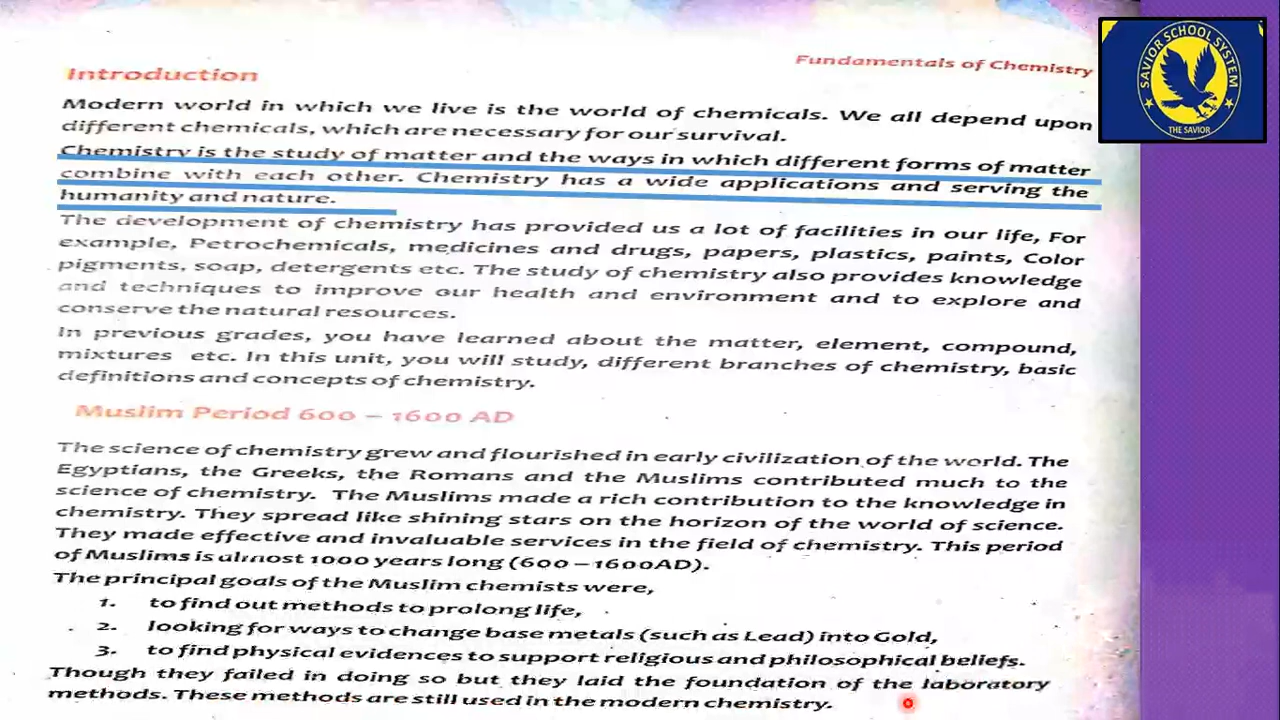 Fundamentals of Chemistry
SAVIOR SCHOOL SYSTEM
THE SAVIOR
Introduction
Modern world in which we live is the world of chemicals. We all depend upon
different chemicals, which are necessary for our survival.
Chemistry is the study of matter and the ways in which different forms of matter
combine with each other. Chemistry has a wide applications and serving the
humanity and nature.
The development of chemistry has provided us a lot of facilities in our life, For
example, Petrochemicals, medicines and drugs, papers, plastics, paints, Color
pigments, soap, detergents etc. The study of chemistry also provides knowledge
and techniques to improve our health and environment and to explore and
conserve the natural resources.
In previous grades, you have learned about the matter, element, compound,
mixtures etc. In this unit, you will study, different branches of chemistry, basic
definitions and concepts of chemistry.
Muslim Period 600 – 1600 AD
The science of chemistry grew and flourished in early civilization of the world. The
Egyptians, the Greeks, the Romans and the Muslims contributed much to the
science of chemistry. The Muslims made a rich contribution to the knowledge in
chemistry. They spread like shining stars on the horizon of the world of science.
They made effective and invaluable services in the field of chemistry. This period
of Muslims is almost 1000 years long (600 – 1600AD).
The principal goals of the Muslim chemists were,
1. to find out methods to prolong life,
2. looking for ways to change base metals (such as Lead) into Gold,
3. to find physical evidences to support religious and philosophical beliefs.
Though they failed in doing so but they laid the foundation of the laboratory
methods. These methods are still used in the modern chemistry.